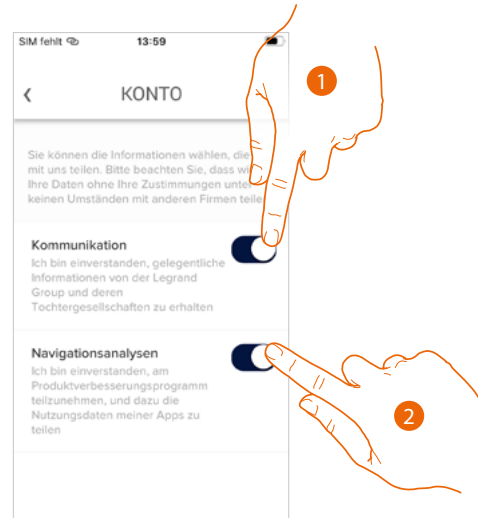 SIM fehlt 13:59
KONTO
Sie können die Informationen wählen, die
mit uns teilen. Bitte beachten Sie, dass
Ihre Daten ohne Ihre Zustimmungen unter
keinen Umständen mit anderen Firmen
Kommunikation
Ich bin einverstanden, gelegentliche
Informationen von der Legrand
Group und deren
Tochtergesellschaften zu erhalten
Navigationsanalysen
Ich bin einverstanden, am
Produktverbesserungsprogramm
teilzunehmen, und dazu die
Nutzungsdaten meiner Apps zu
teilen
1
2